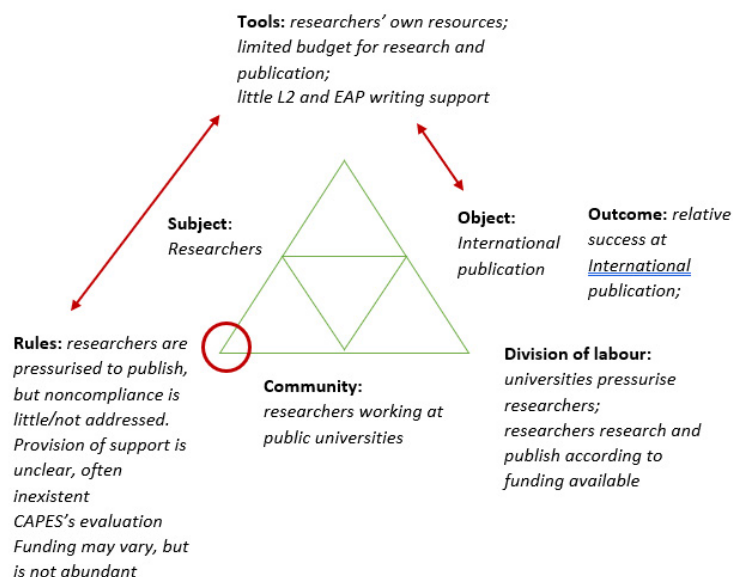 Tools: researchers' own resources;
limited budget for research and
publication;
little L2 and EAP writing support
Subject:
Researchers
Object:
International
publication
Outcome: relative
success at
International
publication;
Rules: researchers are
pressurised to publish,
but noncompliance is
little/not addressed.
Provision of support is
unclear, often
inexistent
CAPES's evaluation
Funding may vary, but
is not abundant
Community:
researchers working at
public universities
Division of labour:
universities pressurise
researchers;
researchers research and
publish according to
funding available